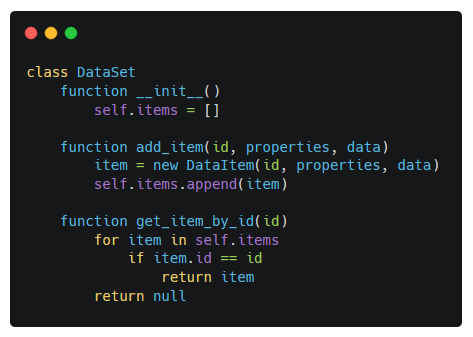 class DataSet
    function __init__()
        self.items = []

    function add_item(id, properties, data)
        item = new DataItem(id, properties, data)
        self.items.append(item)

    function get_item_by_id(id)
        for item in self.items
            if item.id == id
                return item
        return null